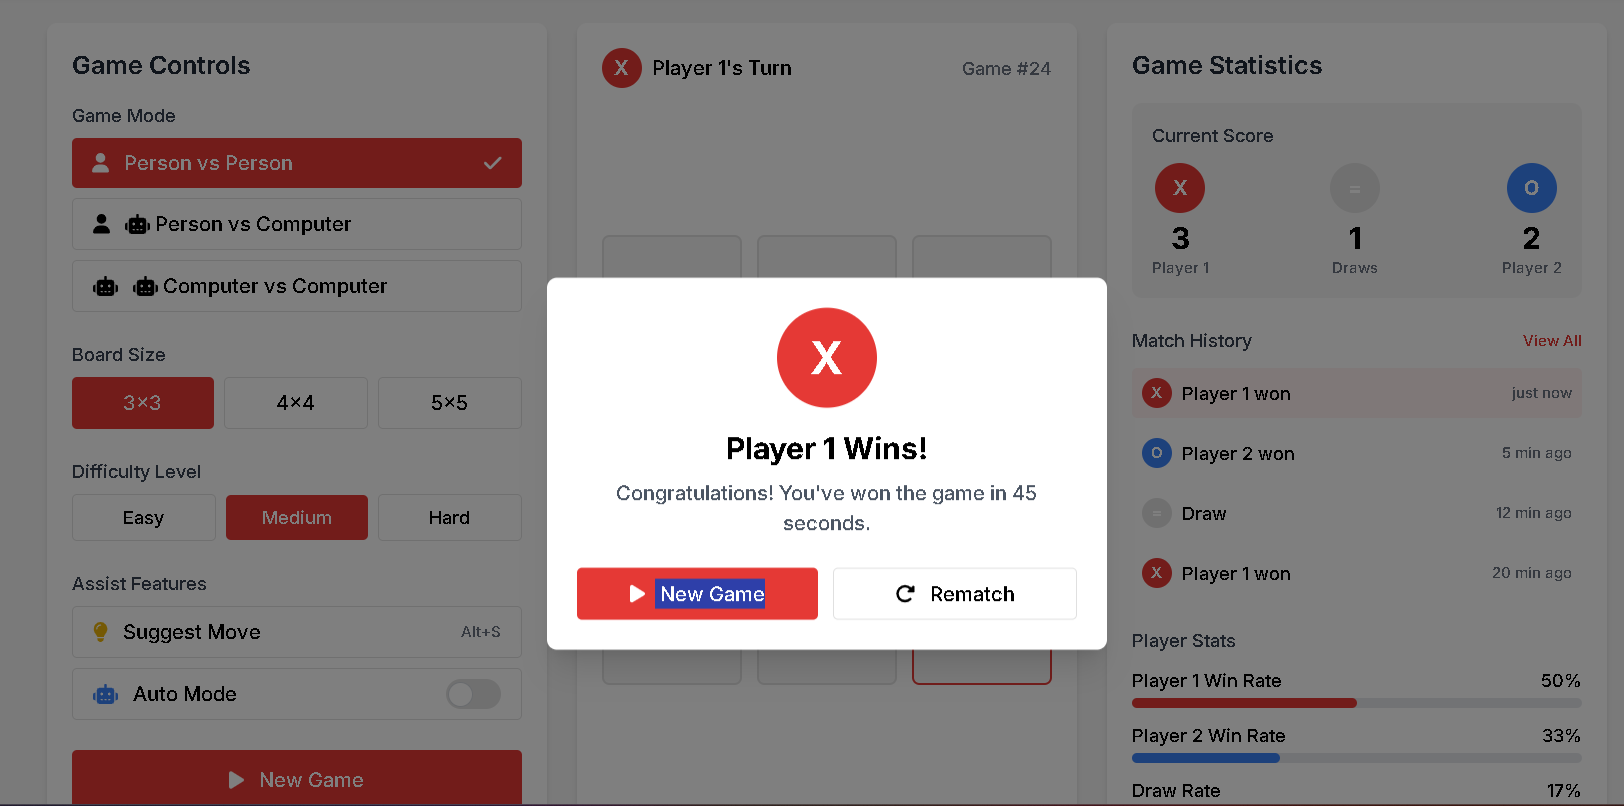 Game Controls
Game Mode
Person vs Person
Person vs Computer
Computer vs Computer
Board Size
3×3
4×4
5×5
Difficulty Level
Easy
Medium
Hard
Assist Features
Suggest Move
Alt+S
Auto Mode
New Game
X
Player 1's Turn
Game #24
X
Player 1 Wins!
Congratulations! You've won the game in 45
seconds.
New Game
Rematch
Game Statistics
Current Score
X
=
O
3
1
2
Player 1
Draws
Player 2
Match History
View All
X
Player 1 won
just now
O
Player 2 won
5 min ago
=
Draw
12 min ago
X
Player 1 won
20 min ago
Player Stats
Player 1 Win Rate
50%
Player 2 Win Rate
33%
Draw Rate
17%